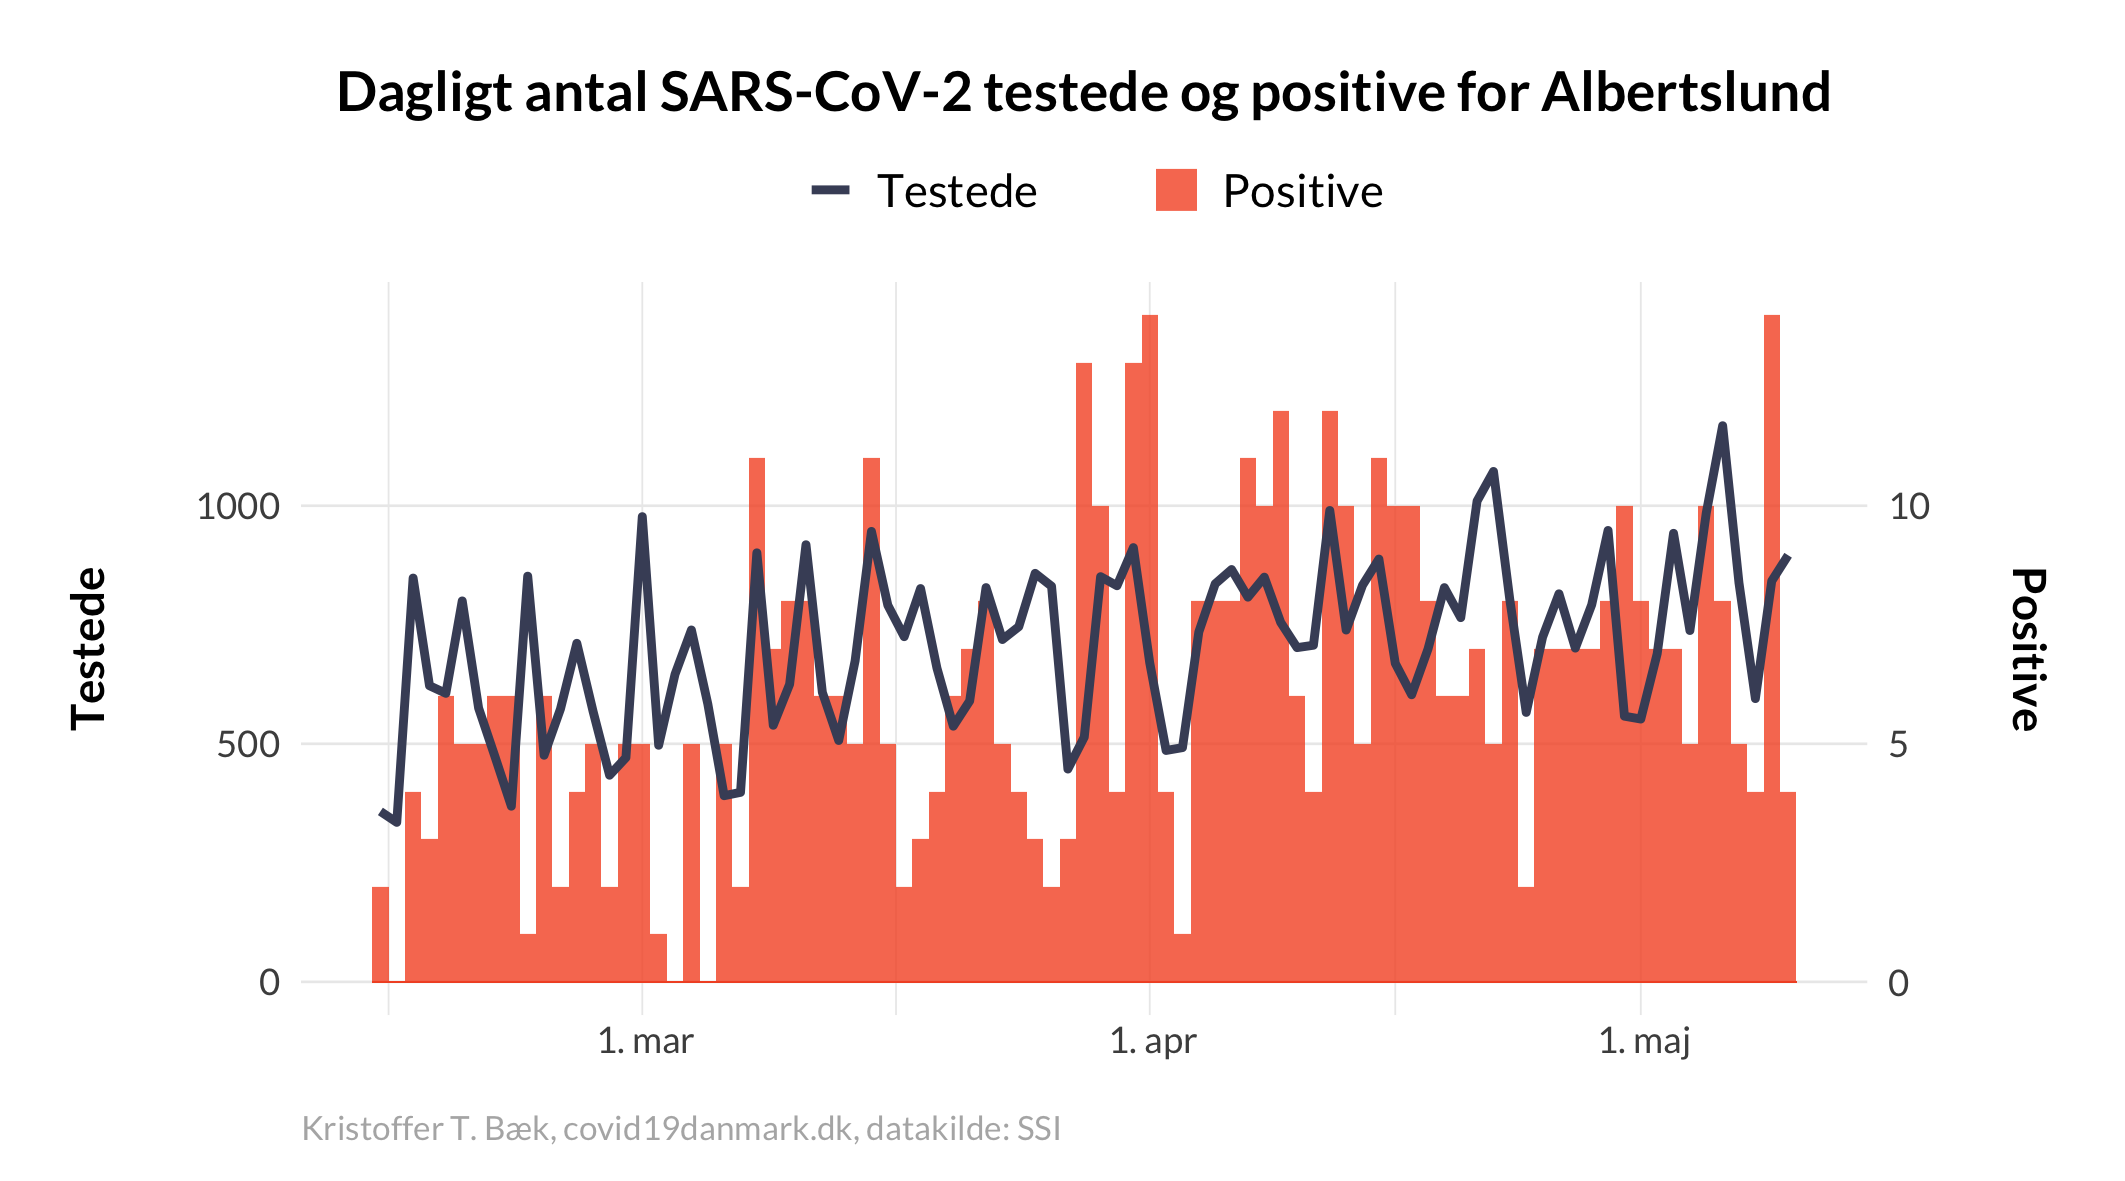 Dagligt antal SARS-CoV-2 testede og positive for Albertslund
Testede
Positive
1000
500
0
10
5
0
Testede
Positive
1. mar
1. apr
1. maj
Kristoffer T. Bæk, covid19danmark.dk, datakilde: SSI